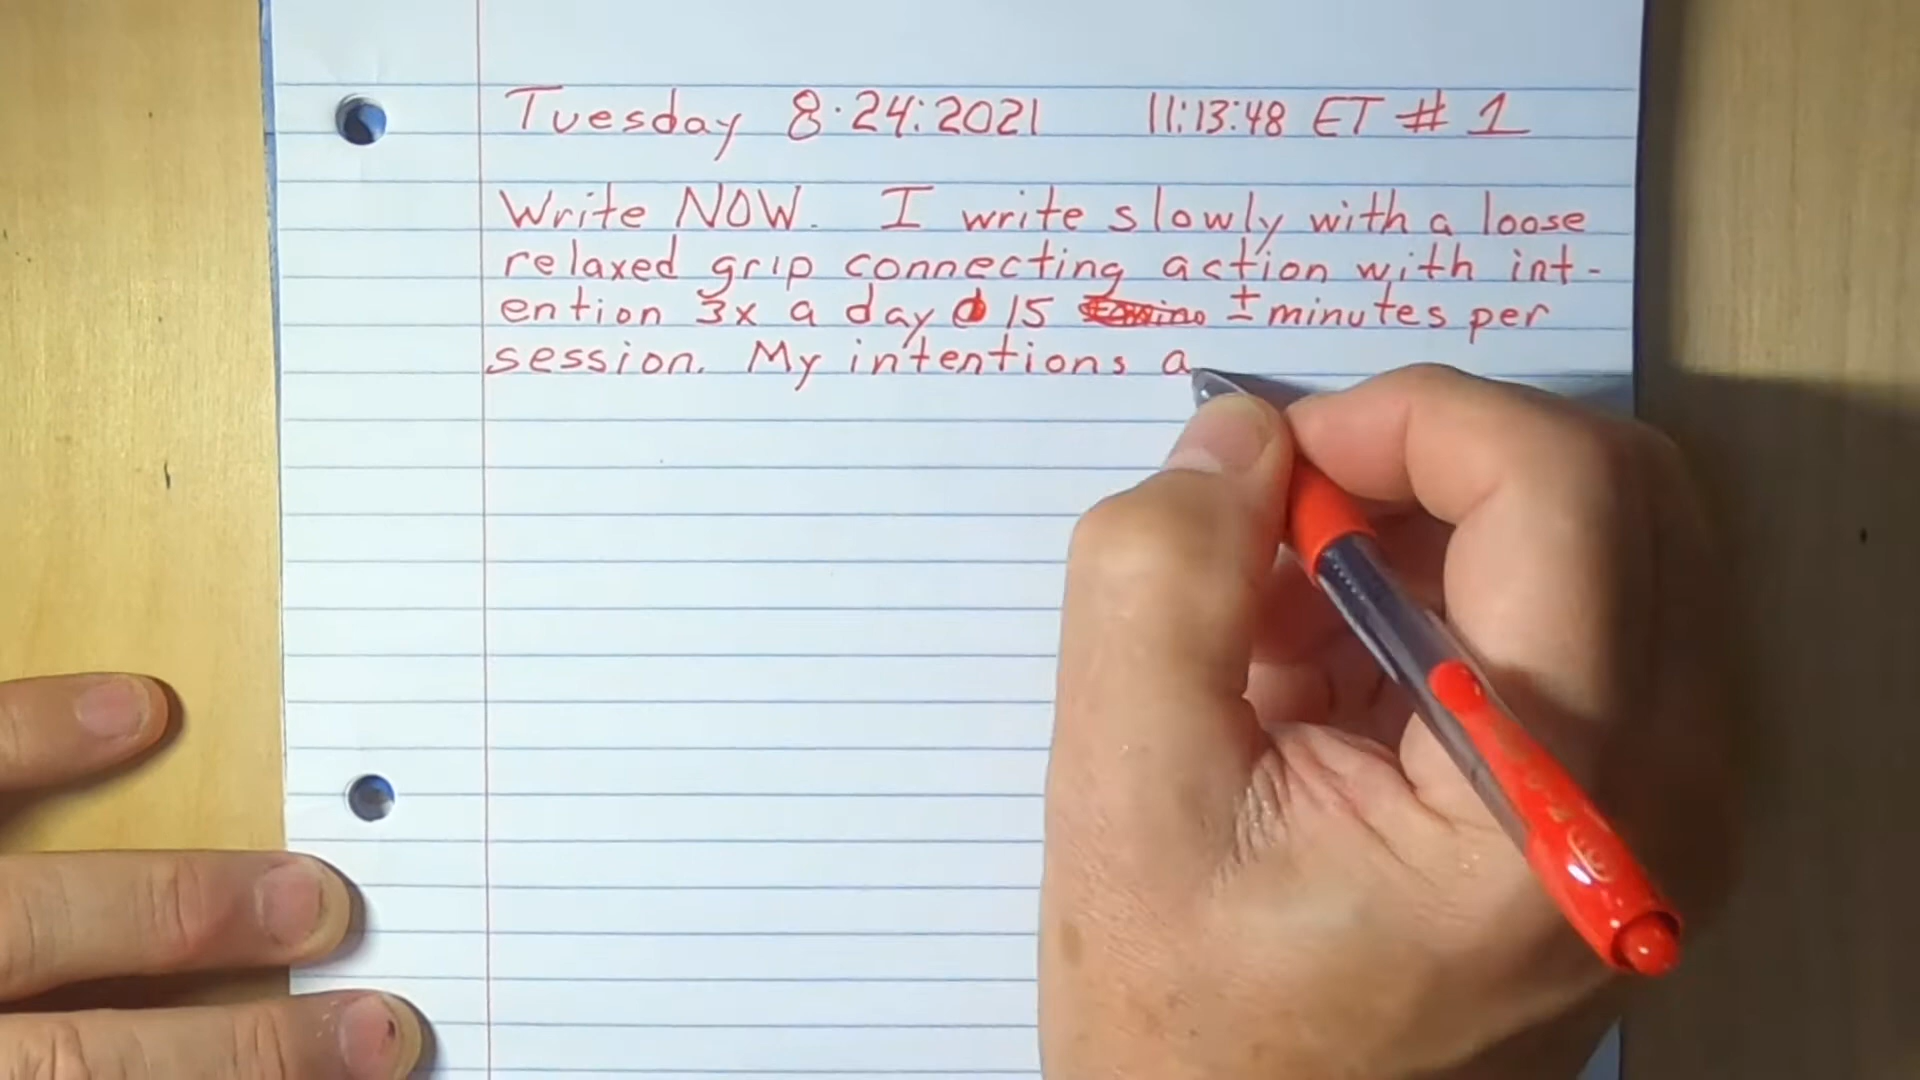 Tuesday 8·24:2021 11:13:48 ET # 1
Write NOW. I write slowly with a loose
relaxed grip connecting action with int-
ention 3x a day 15 ± minutes per
session. My intentions a